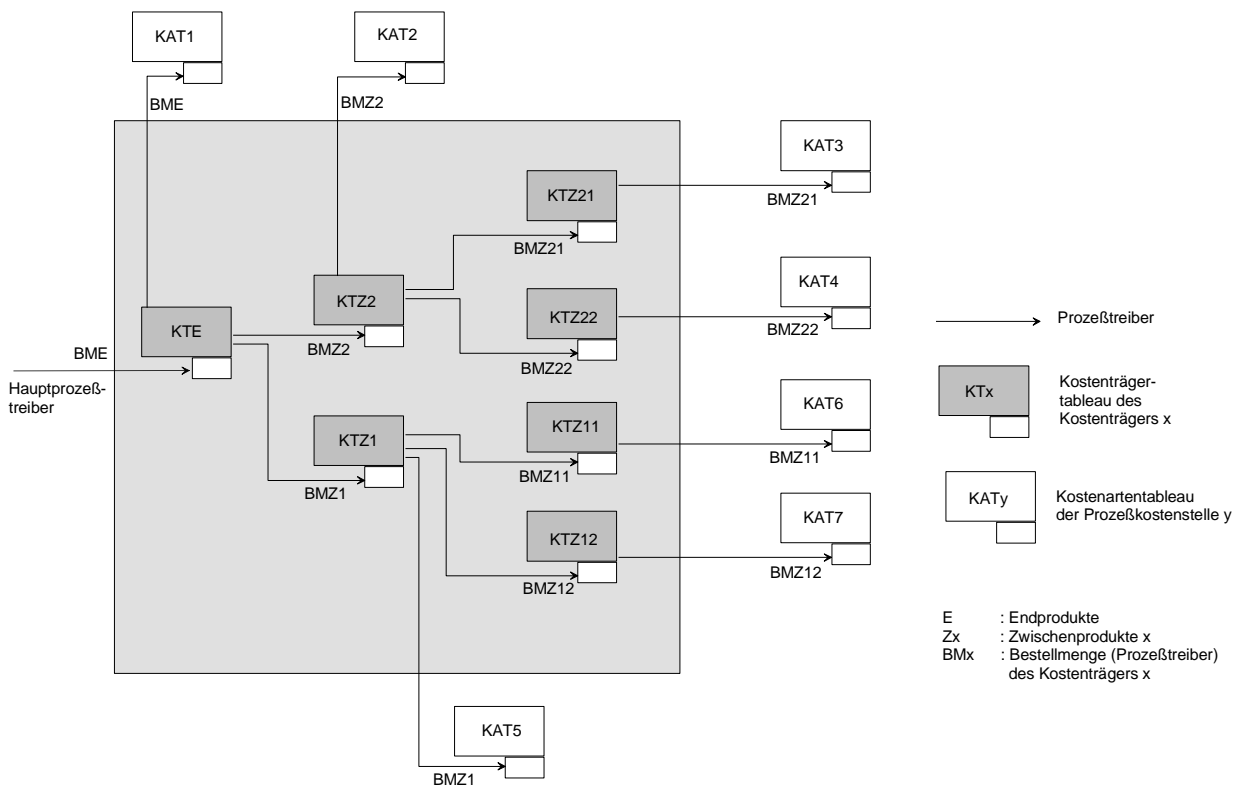 KAT1
KAT2
BME
BMZ2
KAT3
BMZ21
KTZ21
BMZ21
KTZ2
KAT4
KTE
KTZ22
BMZ22
BMZ2
BMZ22
BME
Hauptprozeß-
treiber
KTZ1
BMZ1
KTZ11
BMZ11
KAT6
BMZ11
KTZ12
BMZ12
KAT7
BMZ12
KAT5
BMZ1
Prozeßtreiber
KTx
Kostenträger-
tableau des
Kostenträgers x
KATy
Kostenartentableau
der Prozeßkostenstelle y
E : Endprodukte
Zx : Zwischenprodukte x
BMx : Bestellmenge (Prozeßtreiber)
des Kostenträgers x